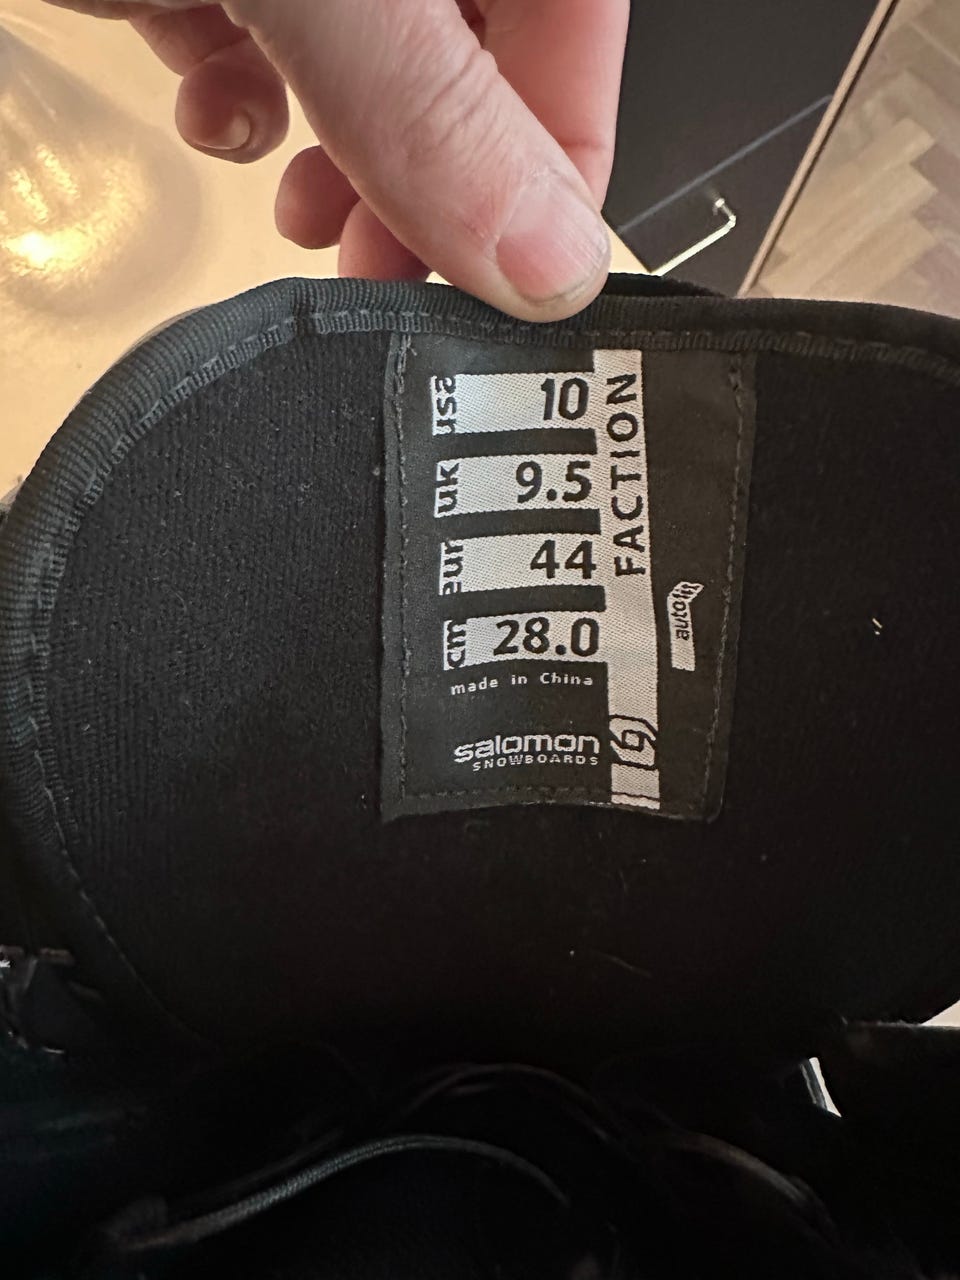 usa 10
uk 9.5
eur 44
cm 28.0
made in China
salomon
SNOWBOARDS
FACTION
autofit